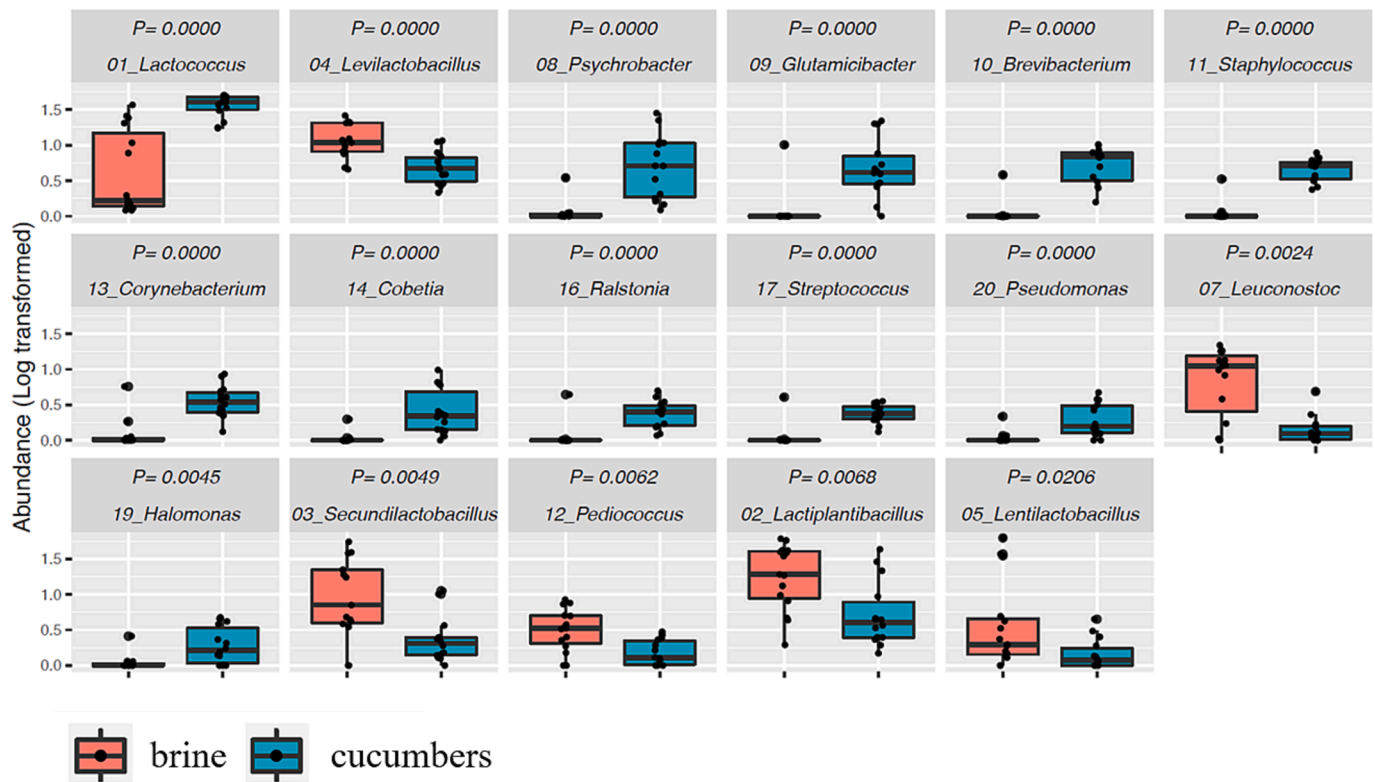 P= 0.0000 P= 0.0000 P= 0.0000 P= 0.0000 P= 0.0000 P= 0.0000
01_Lactococcus 04_Levilactobacillus 08_Psychrobacter 09_Glutamicibacter 10_Brevibacterium 11_Staphylococcus
1.5
1.0
0.5
0.0
P= 0.0000 P= 0.0000 P= 0.0000 P= 0.0000 P= 0.0000 P= 0.0024
13_Corynebacterium 14_Cobetia 16_Ralstonia 17_Streptococcus 20_Pseudomonas 07_Leuconostoc
1.5
1.0
0.5
0.0
P= 0.0045 P= 0.0049 P= 0.0062 P= 0.0068 P= 0.0206
19_Halomonas 03_Secundilactobacillus 12_Pediococcus 02_Lactiplantibacillus 05_Lentilactobacillus
1.5
1.0
0.5
0.0
Abundance (Log transformed)
brine cucumbers